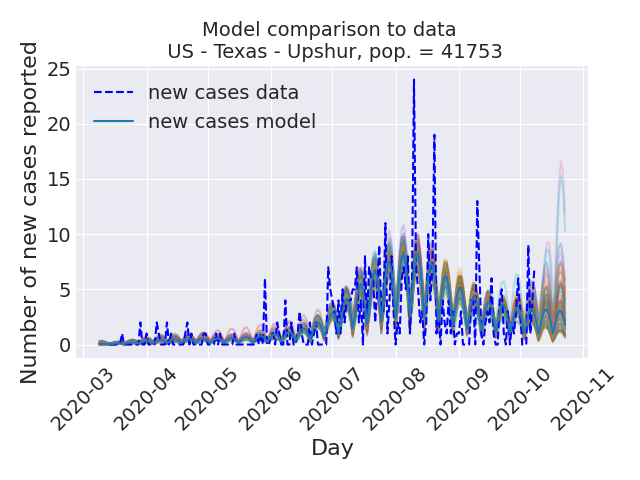 Model comparison to data
US - Texas - Upshur, pop. = 41753
Number of new cases reported
25
20
15
10
5
0
new cases data
new cases model
2020-03
2020-04
2020-05
2020-06
2020-07
2020-08
2020-09
2020-10
2020-11
Day